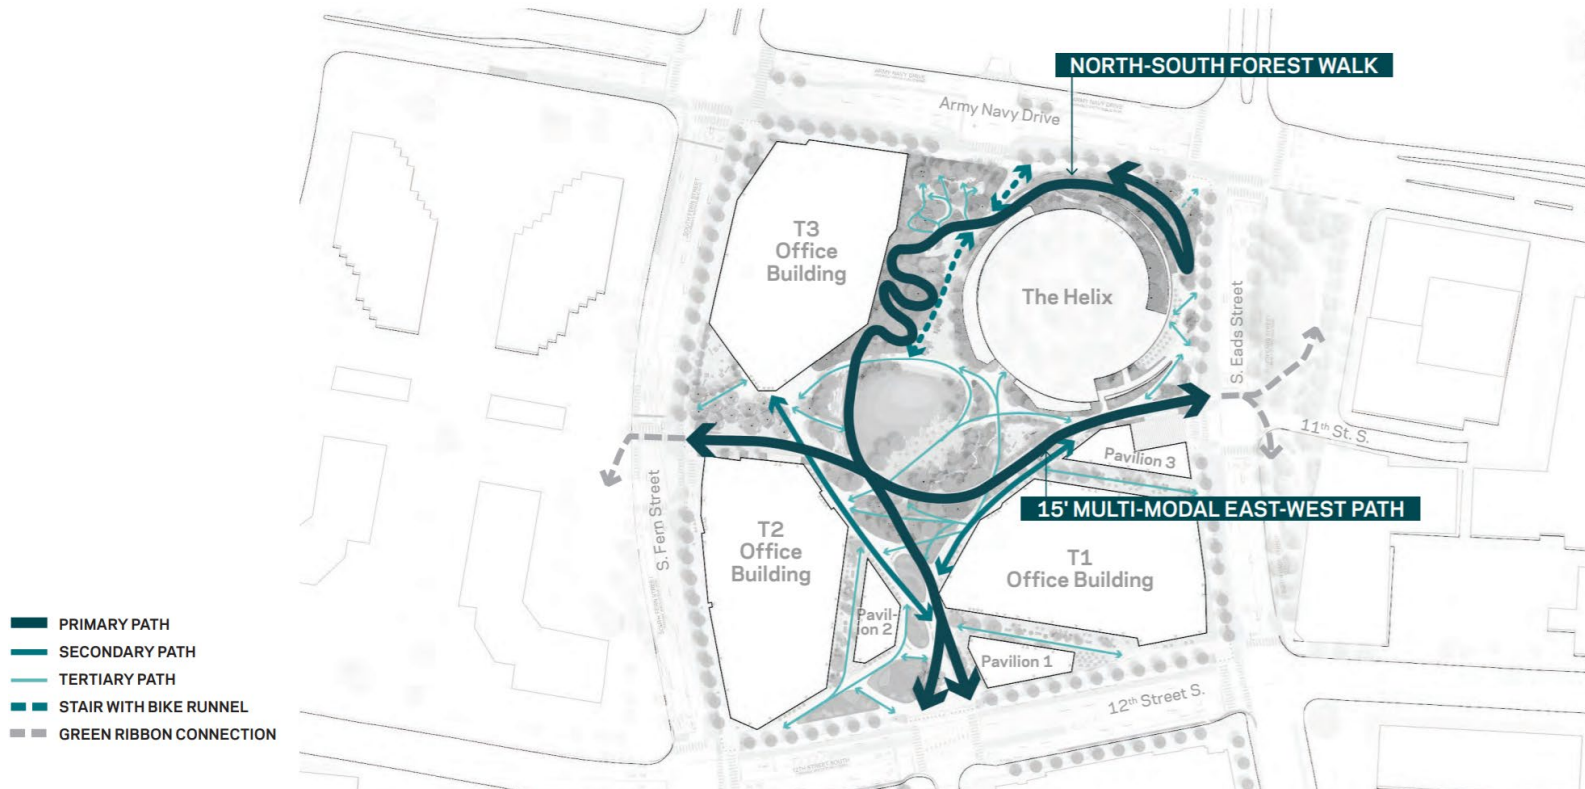 NORTH-SOUTH FOREST WALK
Army Navy Drive
T3
Office
Building
The Helix
S. Eads Street
11th St. S.
Pavilion 3
15' MULTI-MODAL EAST-WEST PATH
S. Fern Street
T2
Office
Building
T1
Office Building
Pavil-
ion 2
Pavilion 1
12th Street S.
PRIMARY PATH
SECONDARY PATH
TERTIARY PATH
STAIR WITH BIKE RUNNEL
GREEN RIBBON CONNECTION